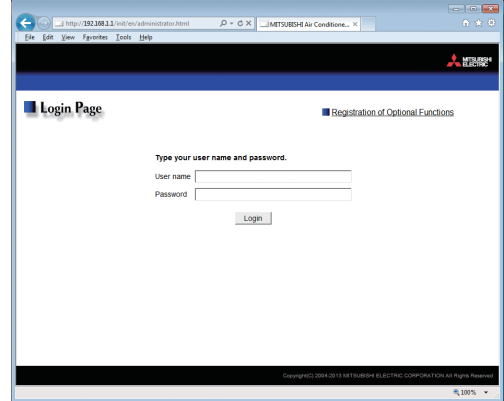 http://192.168.1.1/init/en/administrator.html
MITSUBISHI Air Conditione...
File Edit View Favorites Tools Help
MITSUBISHI
ELECTRIC
Login Page
Registration of Optional Functions
Type your user name and password.
User name
Password
Login
Copyright(C) 2004-2013 MITSUBISHI ELECTRIC CORPORATION All Rights Reserved
100%